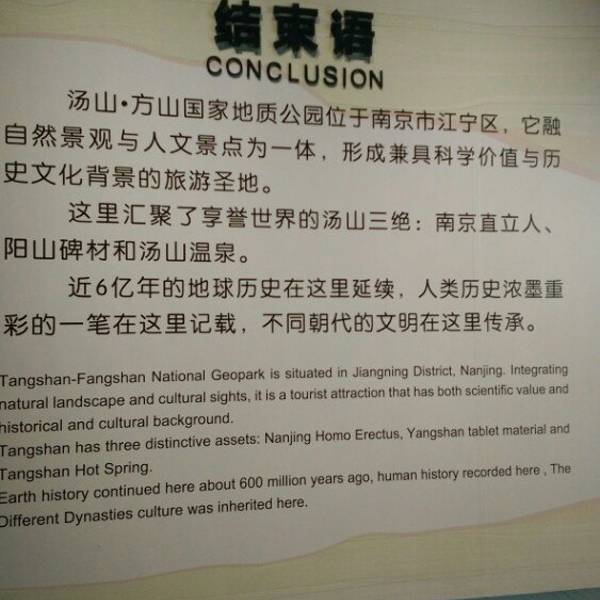 结束语
CONCLUSION
汤山•方山国家地质公园位于南京市江宁区，它融
自然景观与人文景点为一体，形成兼具科学价值与历
史文化背景的旅游圣地。
这里汇聚了享誉世界的汤山三绝：南京直立人、
阳山碑材和汤山温泉。
近6亿年的地球历史在这里延续，人类历史浓墨重
彩的一笔在这里记载，不同朝代的文明在这里传承。
Tangshan-Fangshan National Geopark is situated in Jiangning District, Nanjing. Integrating
natural landscape and cultural sights, it is a tourist attraction that has both scientific value and
historical and cultural background.
Tangshan has three distinctive assets: Nanjing Homo Erectus, Yangshan tablet material and
Tangshan Hot Spring.
Earth history continued here about 600 million years ago, human history recorded here , The
Different Dynasties culture was inherited here.